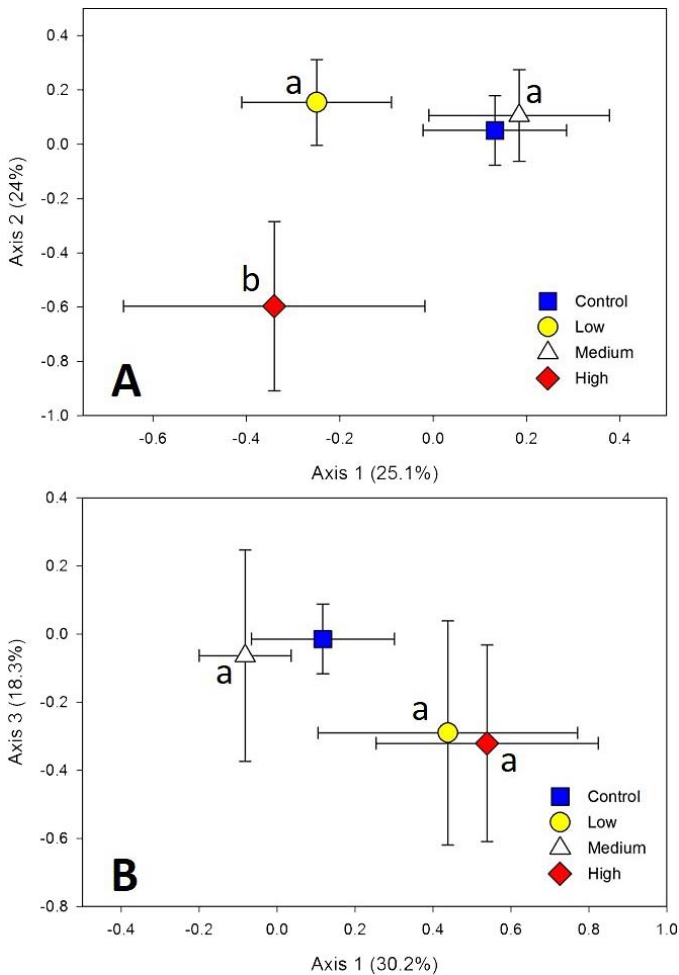 0.4
0.2
0.0
-0.2
-0.4
-0.6
-0.8
-1.0
Axis 2 (24%)
a
a
b
Control
Low
Medium
High
A
-0.6 -0.4 -0.2 0.0 0.2 0.4
Axis 1 (25.1%)
0.4
0.2
0.0
-0.2
-0.4
-0.6
-0.8
Axis 3 (18.3%)
a
a
a
Control
Low
Medium
High
B
-0.4 -0.2 0.0 0.2 0.4 0.6 0.8 1.0
Axis 1 (30.2%)